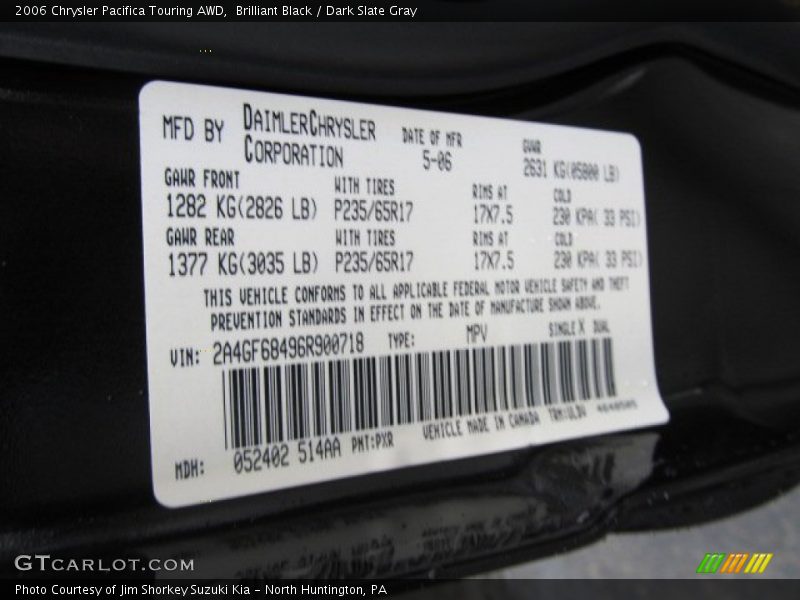 2006 Chrysler Pacifica Touring AWD,  Brilliant Black / Dark Slate Gray
MFD BY DAIMLERCHRYSLER CORPORATION DATE OF MFR 5-06 GVWR 2631 KG(05800 LB)
GAWR FRONT WITH TIRES RIMS AT COLD
1282 KG(2826 LB) P235/65R17 17X7.5 230 KPA( 33 PSI)
GAWR REAR WITH TIRES RIMS AT COLD
1377 KG(3035 LB) P235/65R17 17X7.5 230 KPA( 33 PSI)
THIS VEHICLE CONFORMS TO ALL APPLICABLE FEDERAL MOTOR VEHICLE SAFETY AND THEFT
PREVENTION STANDARDS IN EFFECT ON THE DATE OF MANUFACTURE SHOWN ABOVE.
VIN: 2A4GF68496R900718 TYPE: MPV SINGLE X DUAL
MDH: 052402 514AA PNT:PXR VEHICLE MADE IN CANADA TRM:ULDV
GTCARLOT.COM
Photo Courtesy of Jim Shorkey Suzuki Kia - North Huntington, PA